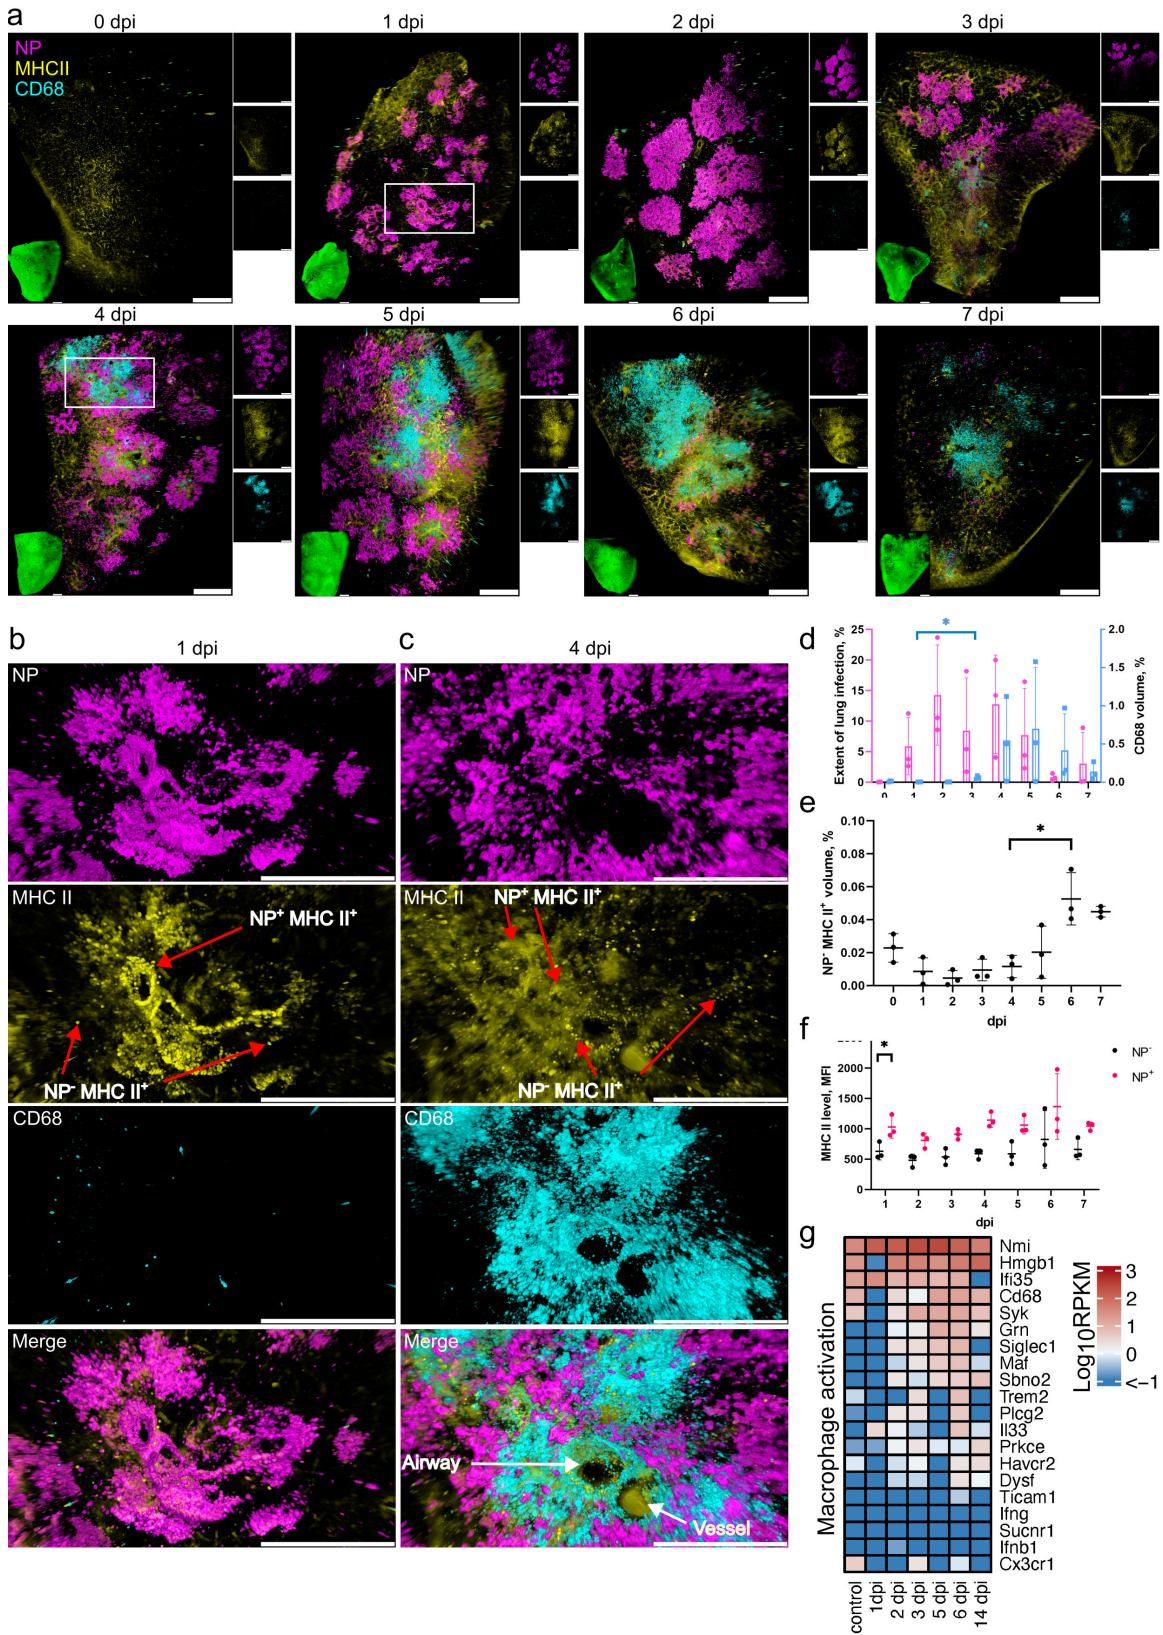 a
0 dpi
1 dpi
2 dpi
3 dpi
NP
MHCII
CD68
4 dpi
5 dpi
6 dpi
7 dpi
b
1 dpi
NP
MHC II
NP+ MHC II+
NP- MHC II+
CD68
Merge
c
4 dpi
NP
MHC II
NP+ MHC II+
NP- MHC II+
CD68
Merge
Airway
Vessel
d
Extent of lung infection, %
25
20
15
10
5
0
*
2.0
1.5
1.0
0.5
0.0
CD68 volume, %
0 1 2 3 4 5 6 7
e
NP- MHC II+ volume, %
0.10
0.08
0.06
0.04
0.02
0.00
*
0 1 2 3 4 5 6 7
dpi
f
MHC II level, MFI
2000
1500
1000
500
0
*
NP-
NP+
1 2 3 4 5 6 7
dpi
g
Macrophage activation
Nmi
Hmgb1
Ifi35
Cd68
Syk
Grn
Siglec1
Maf
Sbno2
Trem2
Plcg2
Il33
Prkce
Havcr2
Dysf
Ticam1
Ifng
Sucnr1
Ifnb1
Cx3cr1
control
1dpi
2 dpi
3 dpi
5 dpi
6 dpi
14 dpi
Log10RPKM
3
2
1
0
<-1